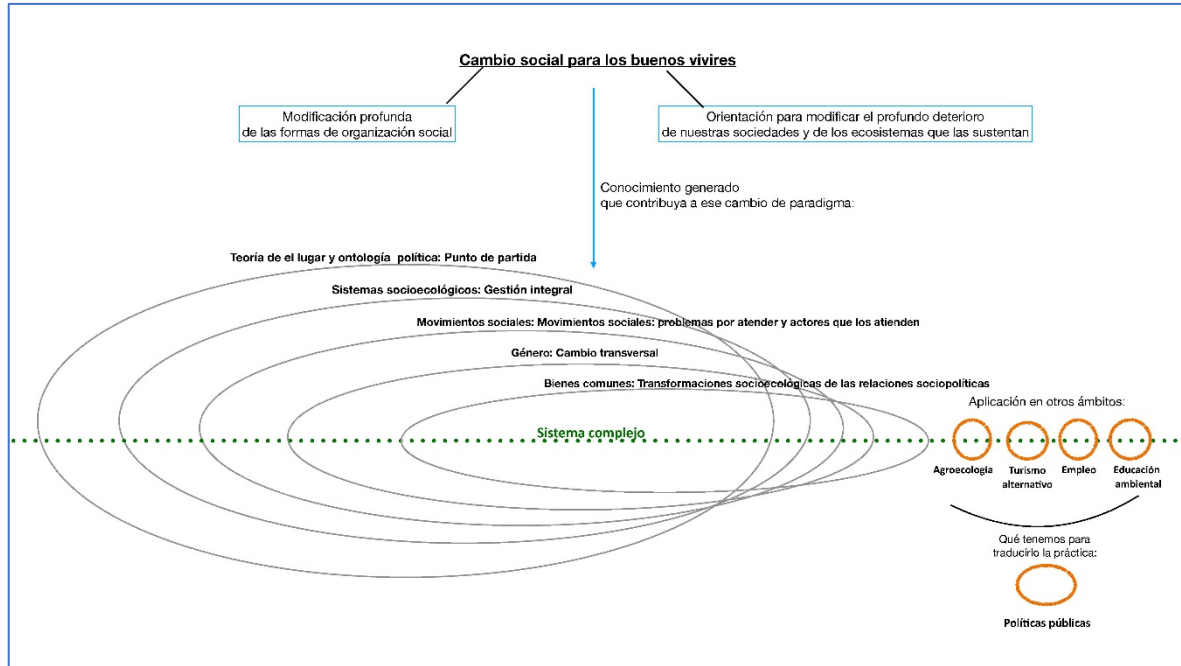 Cambio social para los buenos vivires
Modificación profunda
de las formas de organización social
Orientación para modificar el profundo deterioro
de nuestras sociedades y de los ecosistemas que las sustentan
Conocimiento generado
que contribuya a ese cambio de paradigma:
Teoría de el lugar y ontología política: Punto de partida
Sistemas socioecológicos: Gestión integral
Movimientos sociales: Movimientos sociales: problemas por atender y actores que los atienden
Género: Cambio transversal
Bienes comunes: Transformaciones socioecológicas de las relaciones sociopolíticas
Sistema complejo
Aplicación en otros ámbitos:
Agroecología
Turismo
alternativo
Empleo
Educación
ambiental
Qué tenemos para
traducirlo la práctica:
Políticas públicas